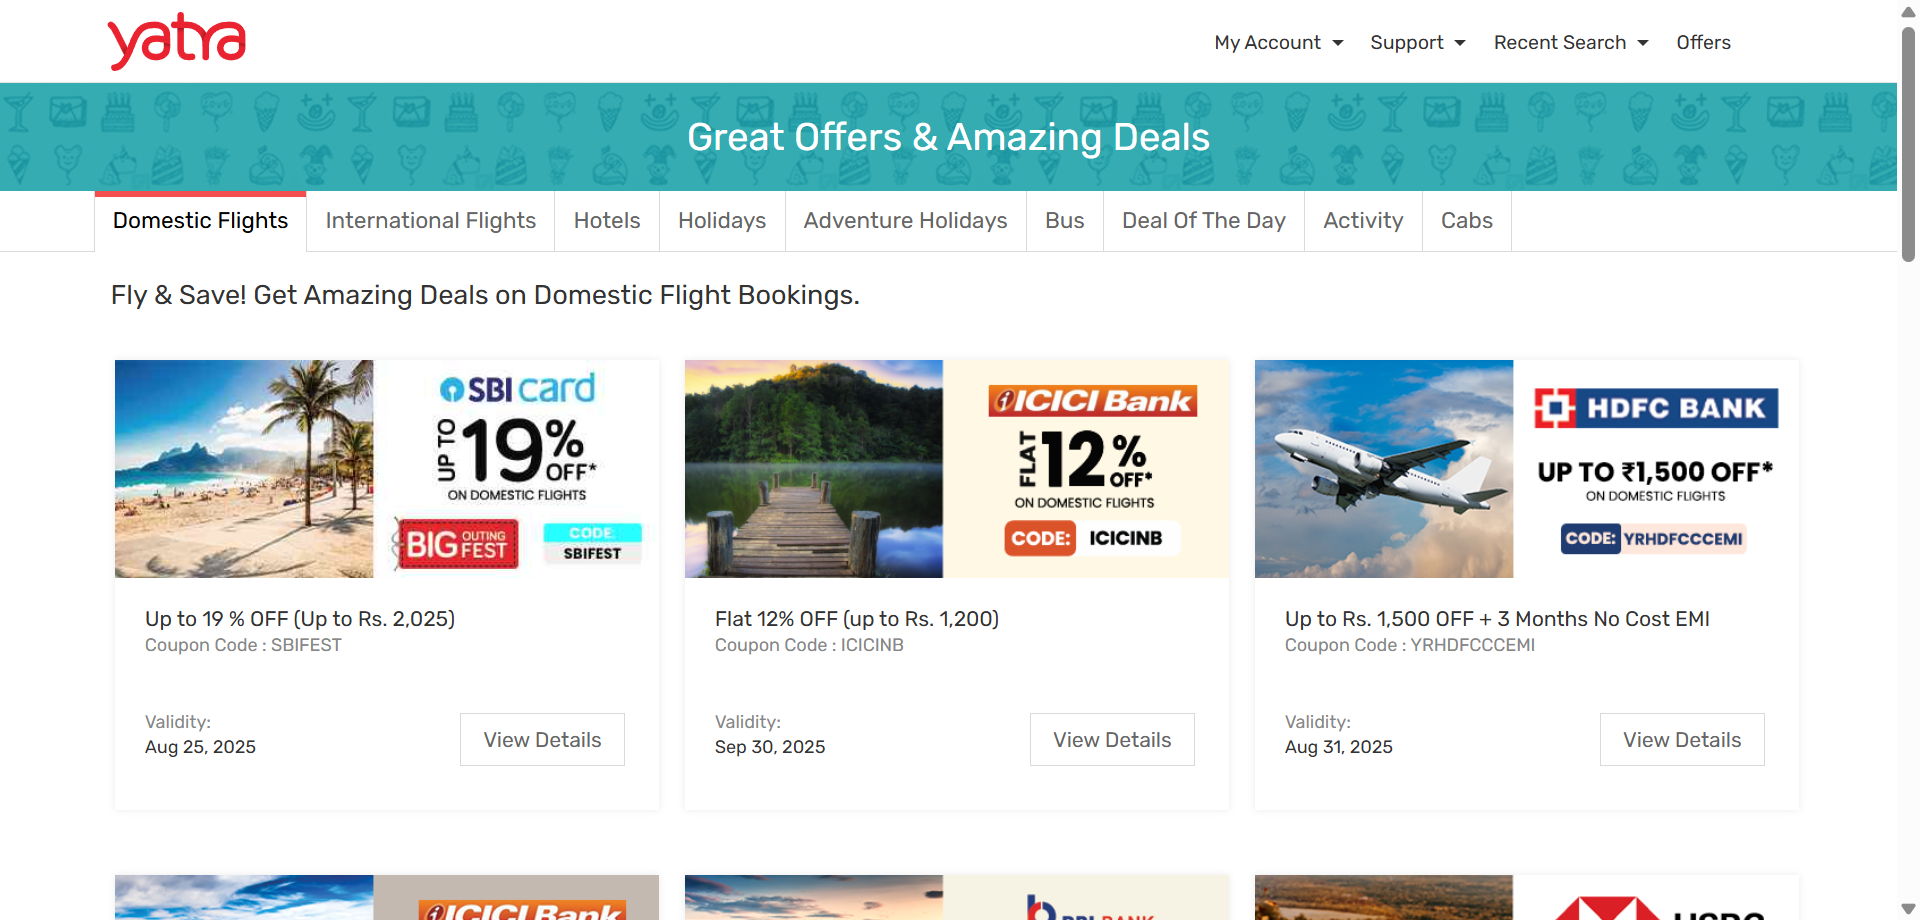 yatra
My Account
Support
Recent Search
Offers
Great Offers & Amazing Deals
Domestic Flights
International Flights
Hotels
Holidays
Adventure Holidays
Bus
Deal Of The Day
Activity
Cabs
Fly & Save! Get Amazing Deals on Domestic Flight Bookings.
SBI card
UP TO 19% OFF*
ON DOMESTIC FLIGHTS
BIG OUTING FEST
CODE:
SBIFEST
Up to 19 % OFF (Up to Rs. 2,025)
Coupon Code : SBIFEST
Validity:
Aug 25, 2025
View Details
ICICI Bank
FLAT 12% OFF*
ON DOMESTIC FLIGHTS
CODE: ICICINB
Flat 12% OFF (up to Rs. 1,200)
Coupon Code : ICICINB
Validity:
Sep 30, 2025
View Details
HDFC BANK
UP TO ₹1,500 OFF*
ON DOMESTIC FLIGHTS
CODE: YRHDFCCCEMI
Up to Rs. 1,500 OFF + 3 Months No Cost EMI
Coupon Code : YRHDFCCCEMI
Validity:
Aug 31, 2025
View Details
ICICI Bank
RBL BANK
HSBC